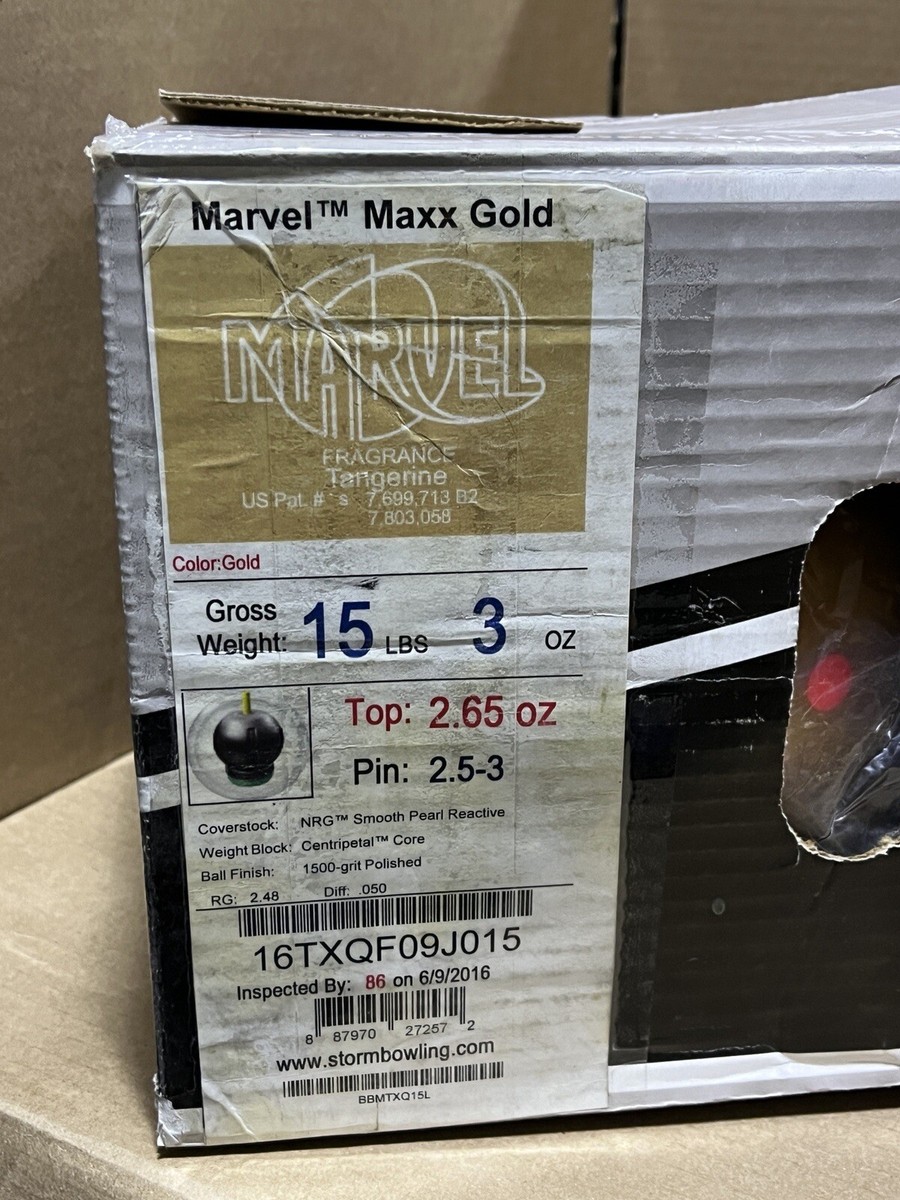 Marvel™ Maxx Gold
MARVEL
FRAGRANCE
Tangerine
US Pat. #`s 7,699,713 B2
7,803,058
Color:Gold
Gross Weight: 15 LBS 3 OZ
Top: 2.65 oz
Pin: 2.5-3
Coverstock: NRG™ Smooth Pearl Reactive
Weight Block: Centripetal™ Core
Ball Finish: 1500-grit Polished
RG: 2.48 Diff: .050
16TXQF09J015
Inspected By: 86 on 6/9/2016
8 87970 27257 2
www.stormbowling.com
BBMTXQ15L